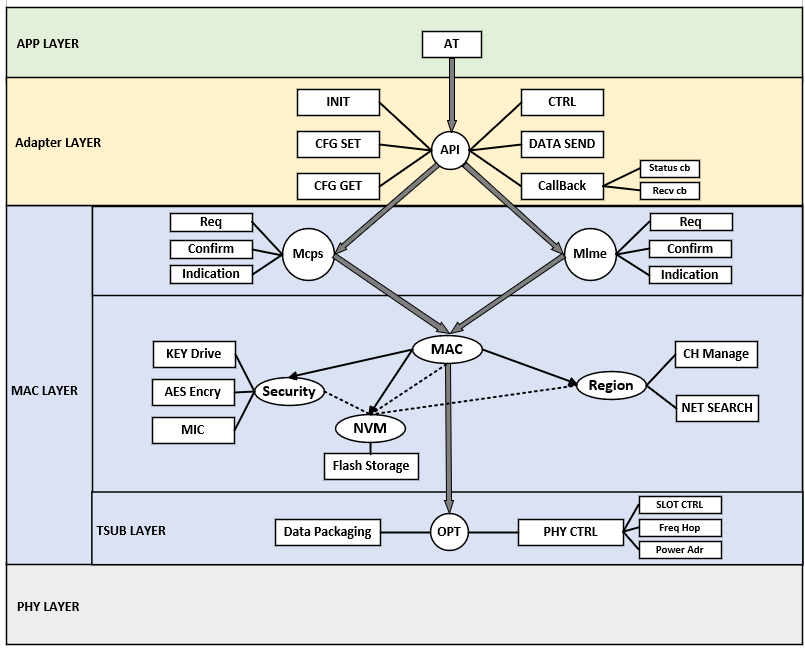 APP LAYER
AT
Adapter LAYER
INIT
CTRL
CFG SET
API
DATA SEND
CFG GET
CallBack
Status cb
Recv cb
MAC LAYER
Req
Confirm
Indication
Mcps
Mlme
Req
Confirm
Indication
MAC
KEY Drive
AES Encry
MIC
Security
NVM
Flash Storage
Region
CH Manage
NET SEARCH
TSUB LAYER
Data Packaging
OPT
PHY CTRL
SLOT CTRL
Freq Hop
Power Adr
PHY LAYER